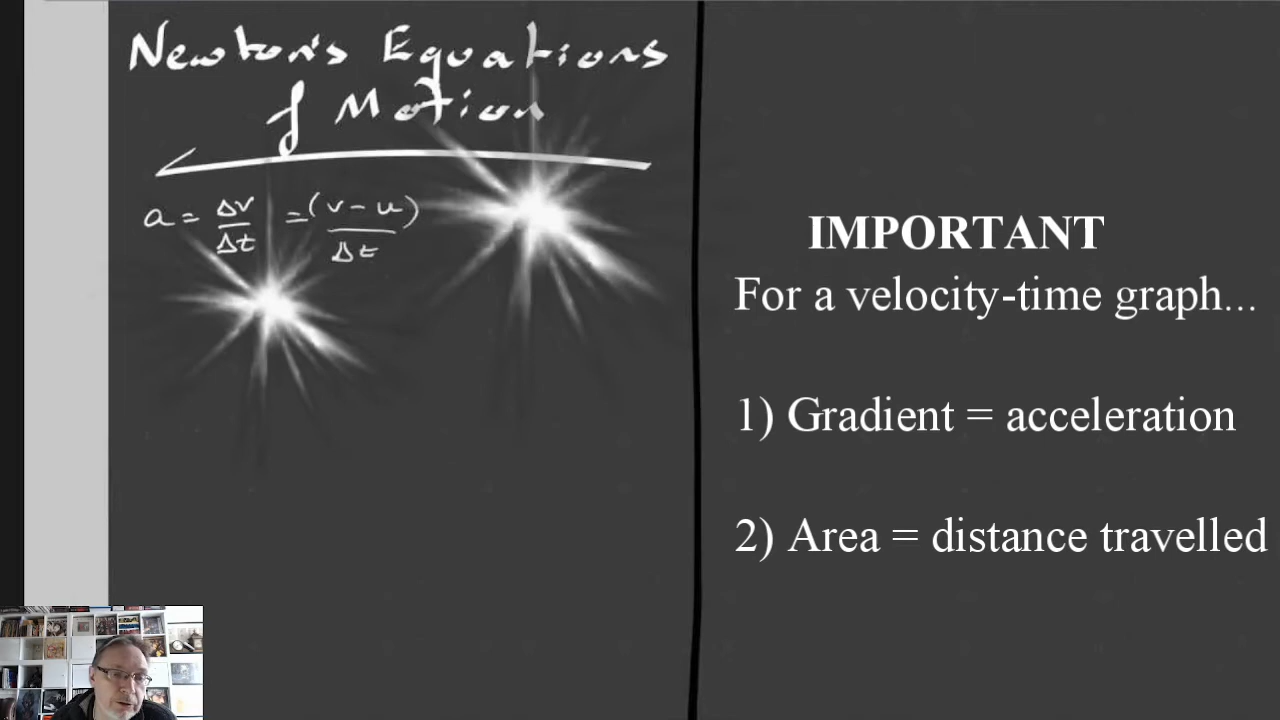 Newton's Equations
of Motion
a = Δv/Δt = (v - u)/Δt
IMPORTANT
For a velocity-time graph...
1) Gradient = acceleration
2) Area = distance travelled